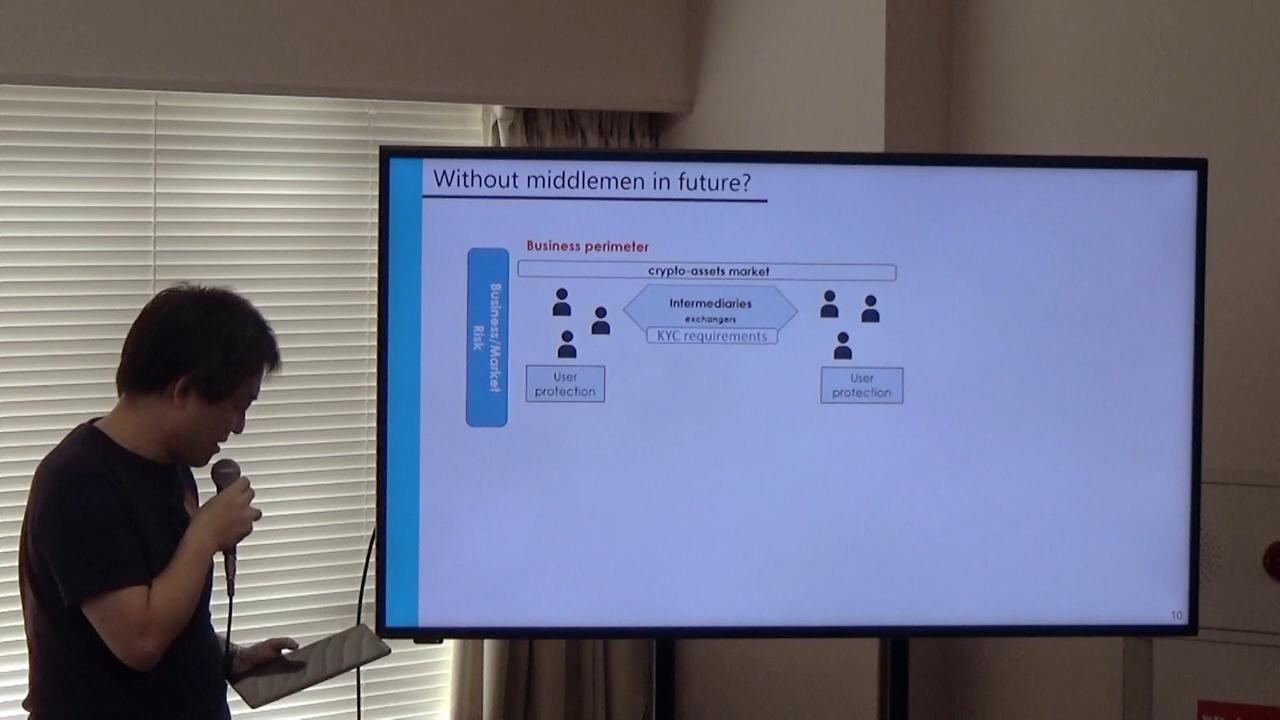 Without middlemen in future?
Business perimeter
crypto-assets market
Business/Market
Risk
Intermediaries
exchangers
KYC requirements
User
protection
User
protection
10